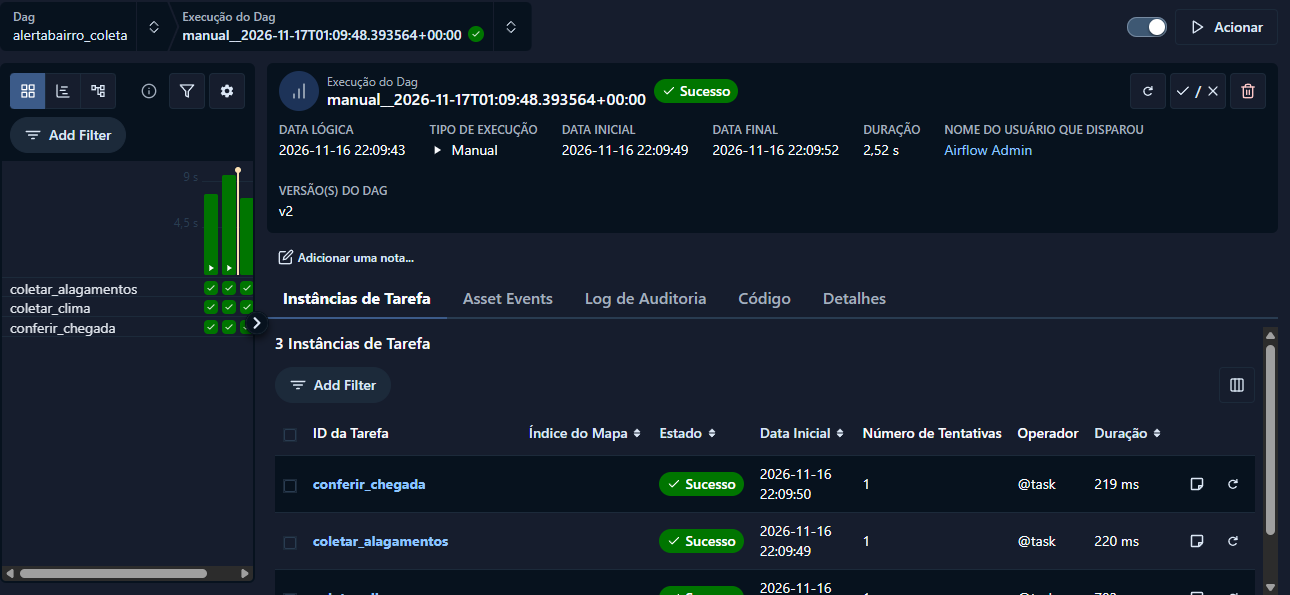 Dag
alertabairro_coleta
Execução do Dag
manual__2026-11-17T01:09:48.393564+00:00
Acionar
Add Filter
9 s
4,5 s
coletar_alagamentos
coletar_clima
conferir_chegada
Execução do Dag
manual__2026-11-17T01:09:48.393564+00:00
Sucesso
/
DATA LÓGICA
2026-11-16 22:09:43
TIPO DE EXECUÇÃO
Manual
DATA INICIAL
2026-11-16 22:09:49
DATA FINAL
2026-11-16 22:09:52
DURAÇÃO
2,52 s
NOME DO USUÁRIO QUE DISPAROU
Airflow Admin
VERSÃO(S) DO DAG
v2
Adicionar uma nota...
Instâncias de Tarefa Asset Events Log de Auditoria Código Detalhes
3 Instâncias de Tarefa
Add Filter
ID da Tarefa Índice do Mapa Estado Data Inicial Número de Tentativas Operador Duração
conferir_chegada Sucesso 2026-11-16 22:09:50 1 @task 219 ms
coletar_alagamentos Sucesso 2026-11-16 22:09:49 1 @task 220 ms
2026-11-16